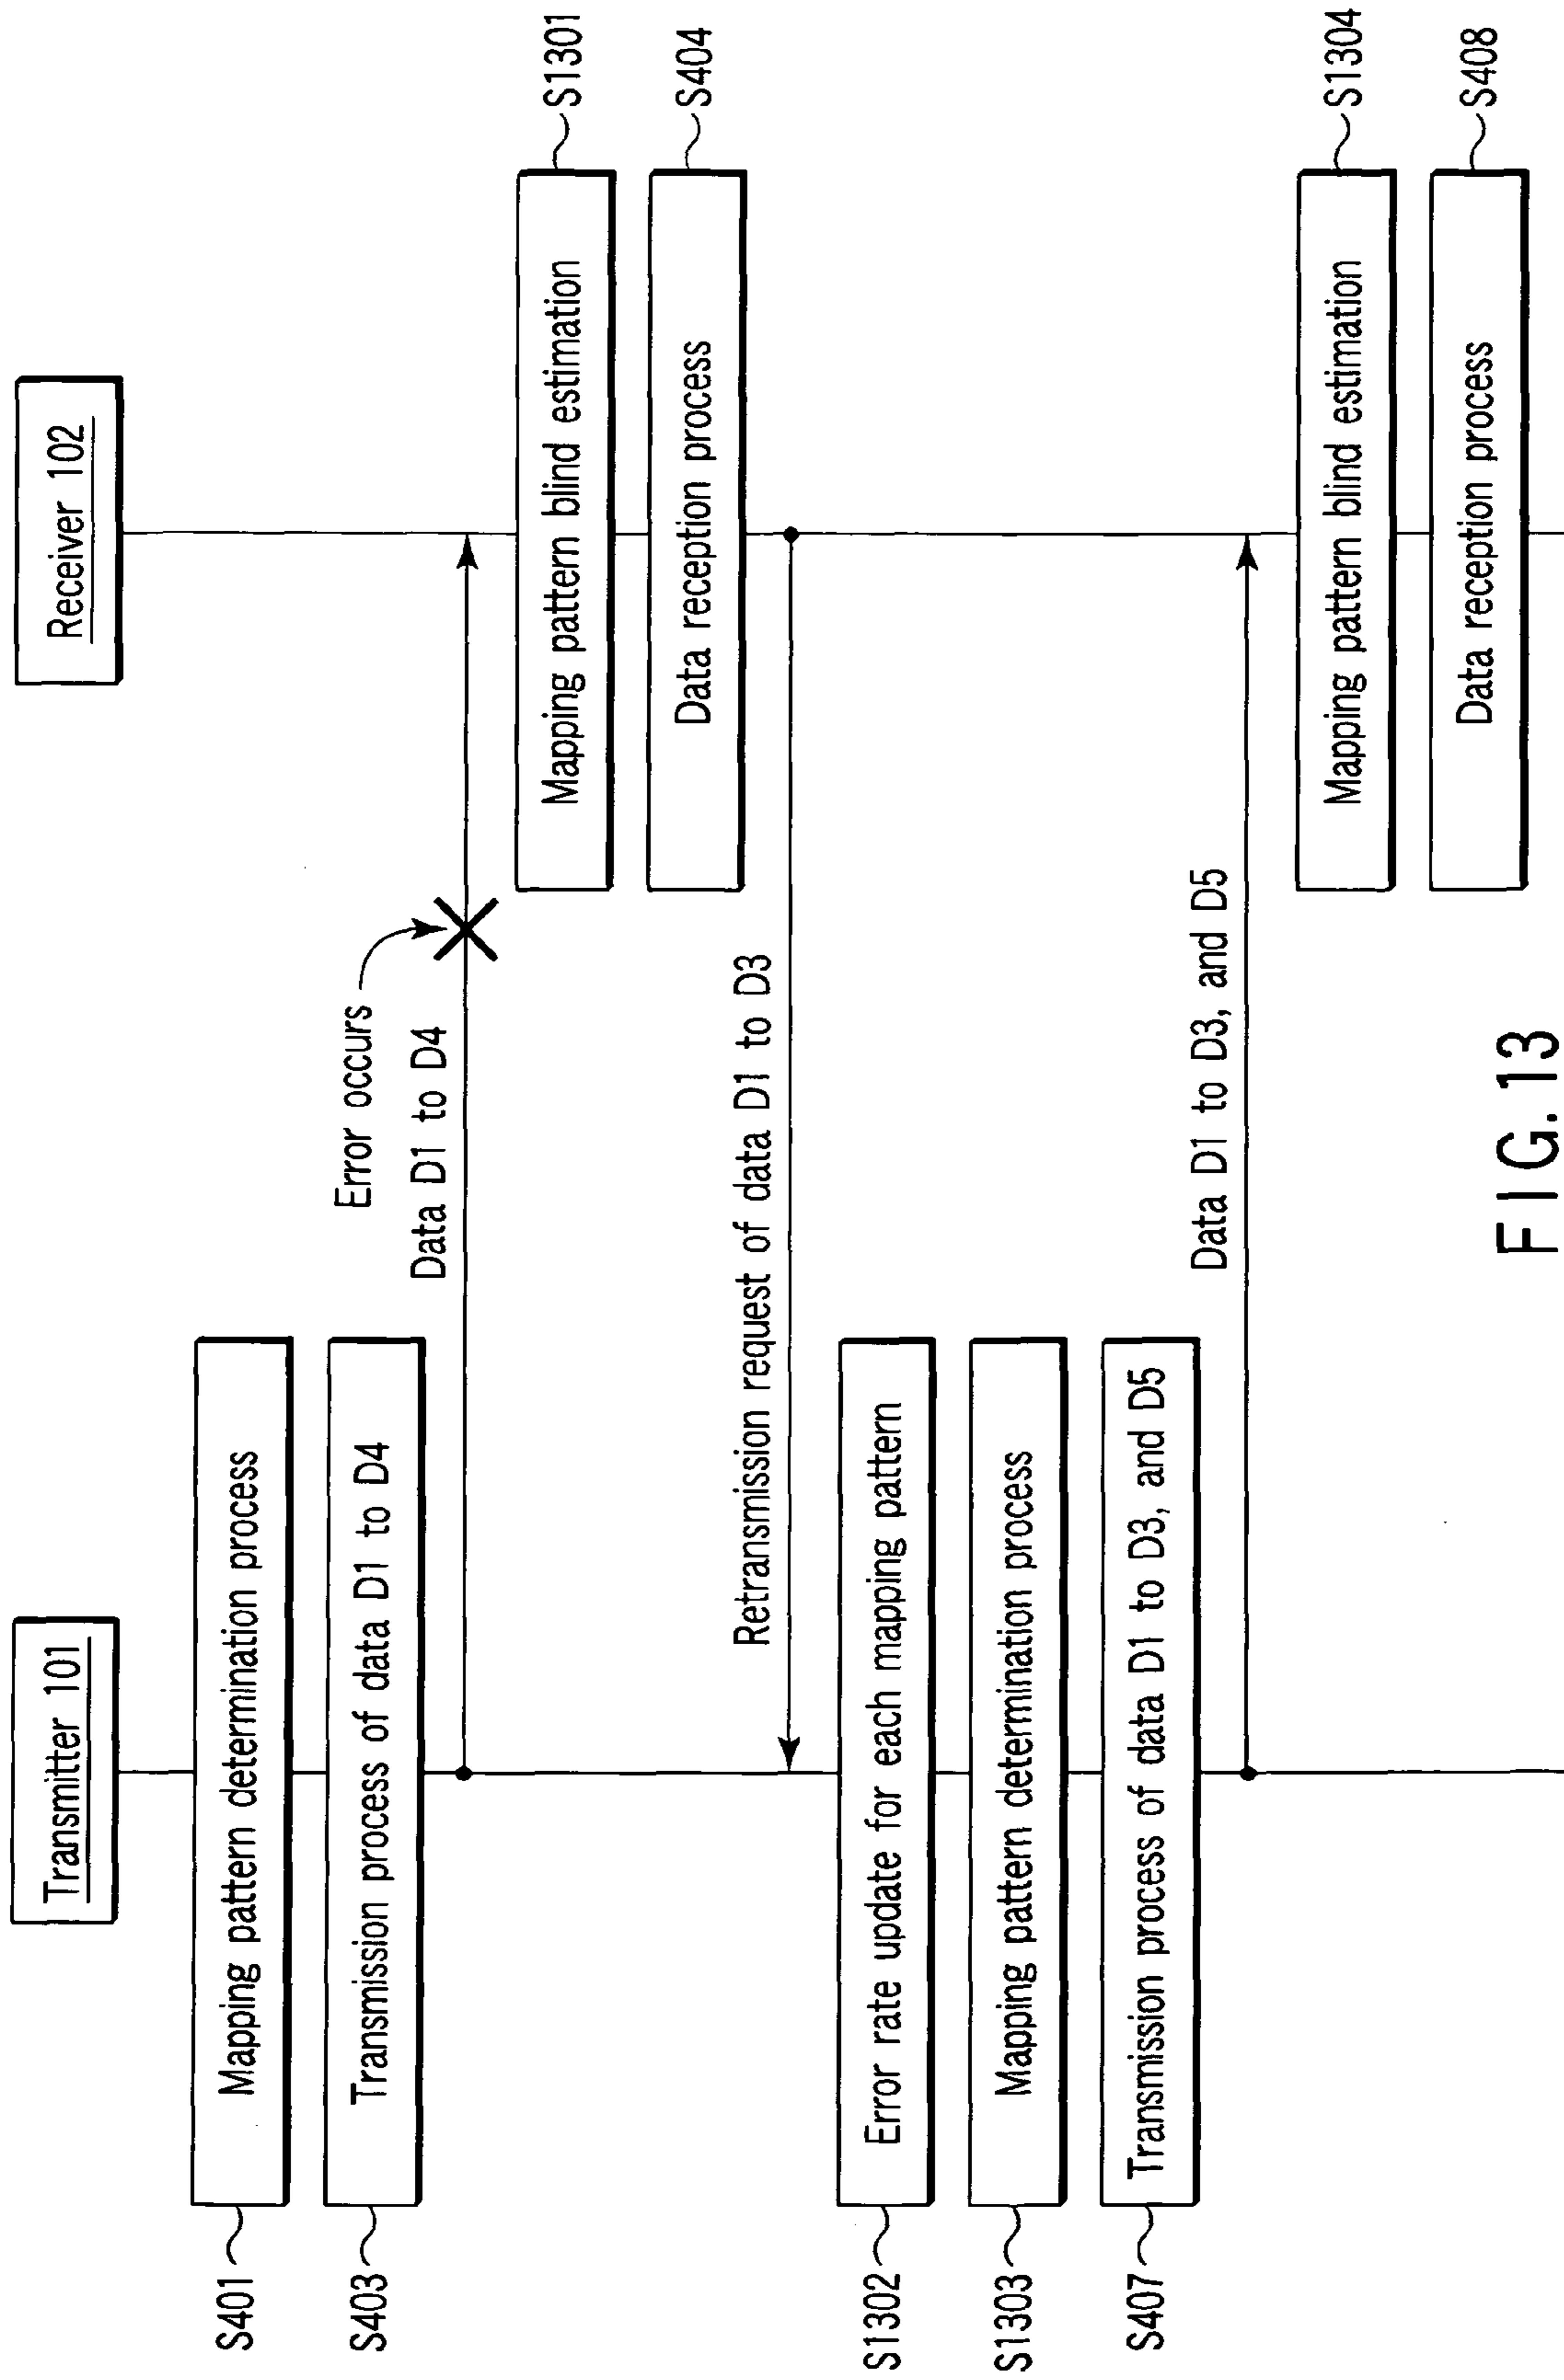 Transmitter 101
Receiver 102
S401
Mapping pattern determination process
S403
Transmission process of data D1 to D4
Error occurs
Data D1 to D4
Mapping pattern blind estimation
S1301
Data reception process
S404
Retransmission request of data D1 to D3
S1302
Error rate update for each mapping pattern
S1303
Mapping pattern determination process
S407
Transmission process of data D1 to D3, and D5
Data D1 to D3, and D5
Mapping pattern blind estimation
S1304
Data reception process
S408
FIG. 13